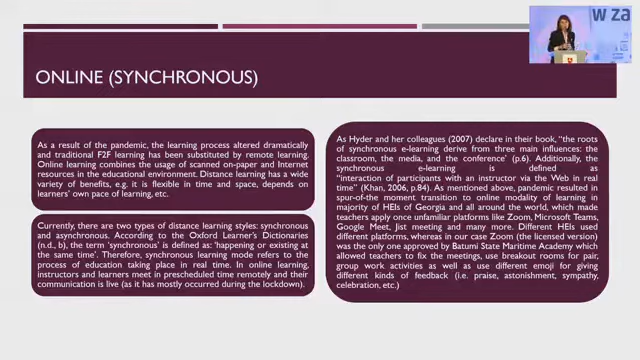 W ZA
ONLINE (SYNCHRONOUS)
As a result of the pandemic, the learning process altered dramatically
and traditional F2F learning has been substituted by remote learning.
Online learning combines the usage of scanned on-paper and Internet
resources in the educational environment. Distance learning has a wide
variety of benefits, e.g. it is flexible in time and space, depends on
learners' own pace of learning, etc.
Currently, there are two types of distance learning styles: synchronous
and asynchronous. According to the Oxford Learner's Dictionaries
(n.d., b), the term 'synchronous' is defined as: 'happening or existing at
the same time'. Therefore, synchronous learning mode refers to the
process of education taking place in real time. In online learning,
instructors and learners meet in prescheduled time remotely and their
communication is live (as it has mostly occurred during the lockdown).
As Hyder and her colleagues (2007) declare in their book, "the roots
of synchronous e-learning derive from three main influences: the
classroom, the media, and the conference" (p.6). Additionally, the
synchronous e-learning is defined as
"interaction of participants with an instructor via the Web in real
time" (Khan, 2006, p.84). As mentioned above, pandemic resulted in
spur-of-the moment transition to online modality of learning in
majority of HEIs of Georgia and all around the world, which made
teachers apply once unfamiliar platforms like Zoom, Microsoft Teams,
Google Meet, Jist meeting and many more. Different HEIs used
different platforms, whereas in our case Zoom (the licensed version)
was the only one approved by Batumi State Maritime Academy which
allowed teachers to fix the meetings, use breakout rooms for pair,
group work activities as well as use different emoji for giving
different kinds of feedback (i.e. praise, astonishment, sympathy,
celebration, etc.)